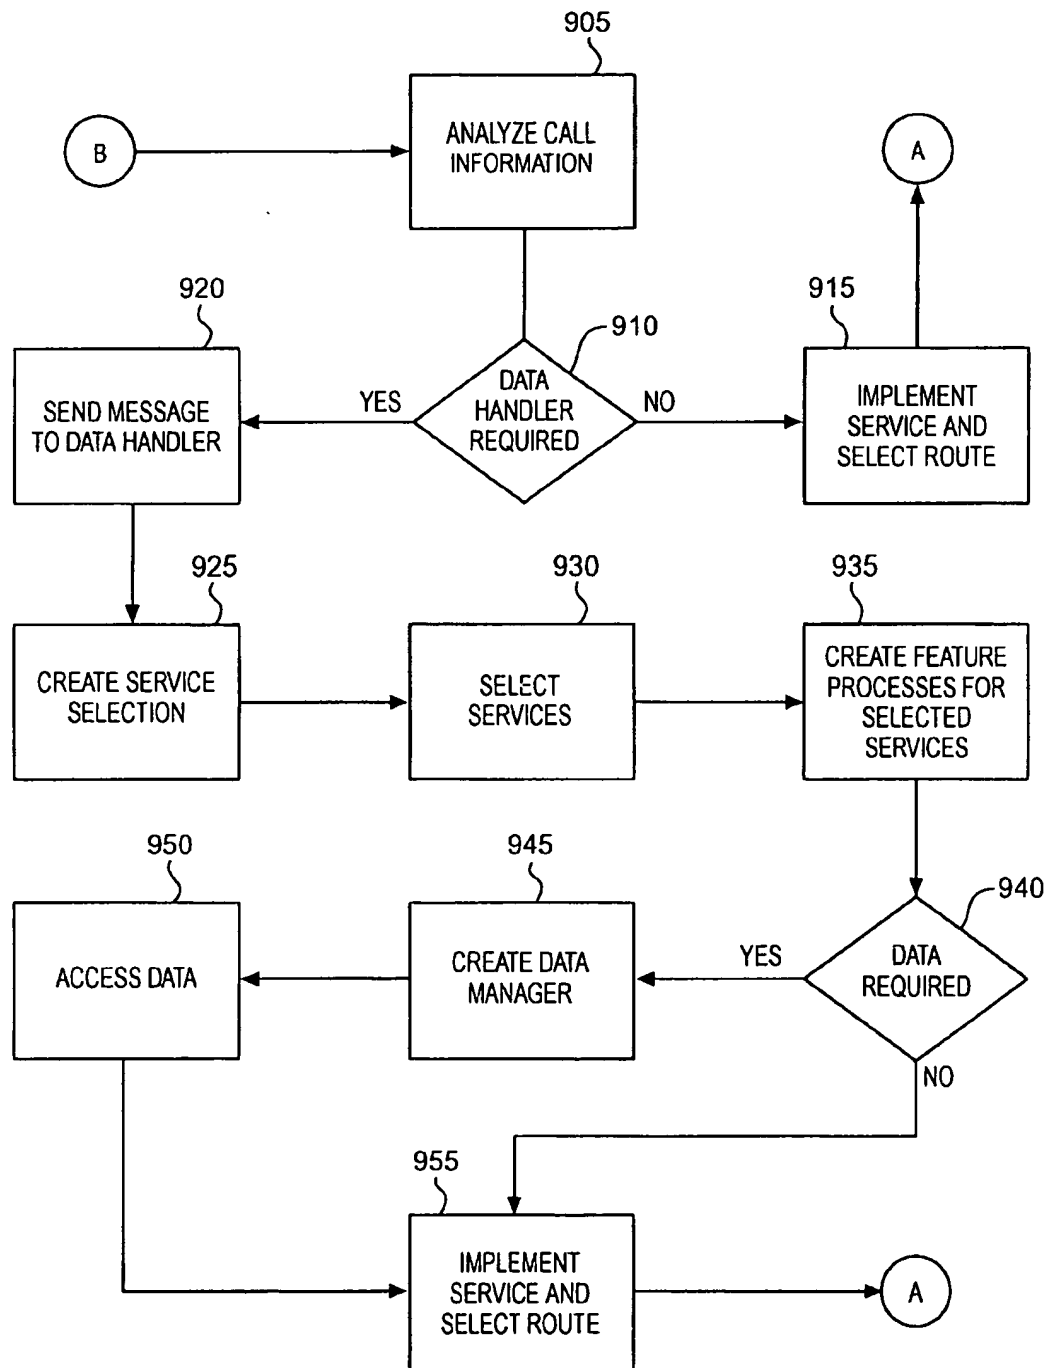 905
ANALYZE CALL
INFORMATION
B
A
920
SEND MESSAGE
TO DATA HANDLER
910
DATA
HANDLER
REQUIRED
YES
NO
915
IMPLEMENT
SERVICE AND
SELECT ROUTE
925
CREATE SERVICE
SELECTION
930
SELECT
SERVICES
935
CREATE FEATURE
PROCESSES FOR
SELECTED
SERVICES
950
ACCESS DATA
945
CREATE DATA
MANAGER
940
DATA
REQUIRED
YES
NO
955
IMPLEMENT
SERVICE AND
SELECT ROUTE
A